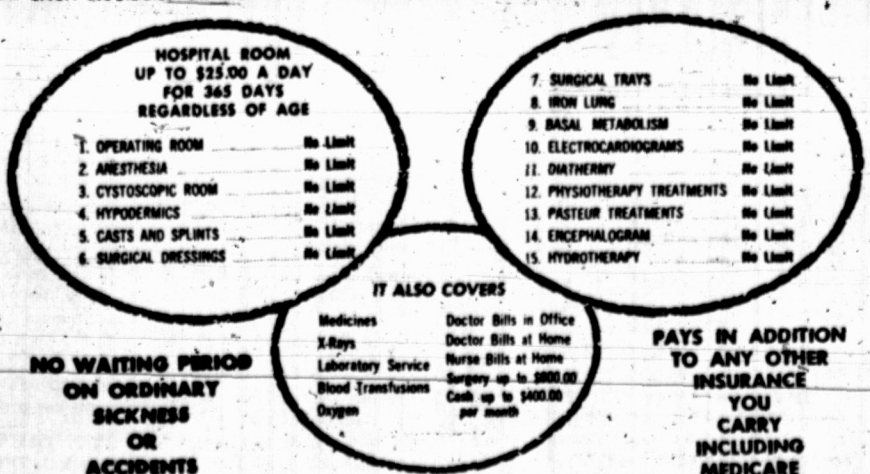 HOSPITAL ROOM
UP TO $25.00 A DAY
FOR 365 DAYS
REGARDLESS OF AGE
1. OPERATING ROOM No Limit
2. ANESTHESIA No Limit
3. CYSTOSCOPIC ROOM No Limit
4. HYPODERMICS No Limit
5. CASTS AND SPLINTS No Limit
6. SURGICAL DRESSINGS No Limit
7. SURGICAL TRAYS No Limit
8. IRON LUNG No Limit
9. BASAL METABOLISM No Limit
10. ELECTROCARDIOGRAMS No Limit
11. DIATHERMY No Limit
12. PHYSIOTHERAPY TREATMENTS No Limit
13. PASTEUR TREATMENTS No Limit
14. ENCEPHALOGRAM No Limit
15. HYDROTHERAPY No Limit
IT ALSO COVERS
Medicines
X-Rays
Laboratory Service
Blood Transfusions
Oxygen
Doctor Bills in Office
Doctor Bills at Home
Nurse Bills at Home
Surgery up to $800.00
Cash up to $400.00
per month
NO WAITING PERIOD
ON ORDINARY
SICKNESS
OR
ACCIDENTS
PAYS IN ADDITION
TO ANY OTHER
INSURANCE
YOU
CARRY
INCLUDING
MEDICARE